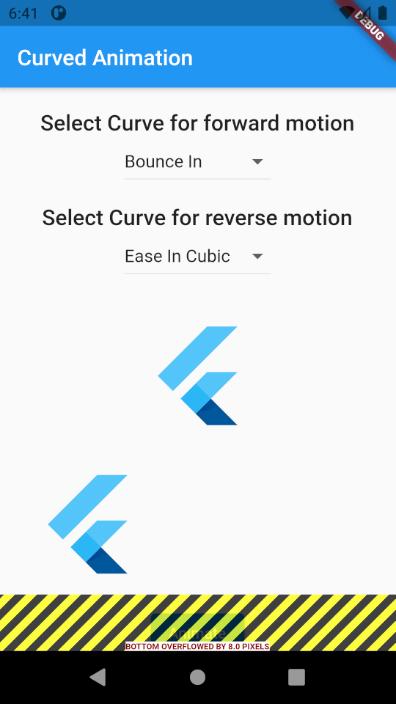 6:41
DEBUG
Curved Animation
Select Curve for forward motion
Bounce In
Select Curve for reverse motion
Ease In Cubic
Animate
BOTTOM OVERFLOWED BY 8.0 PIXELS